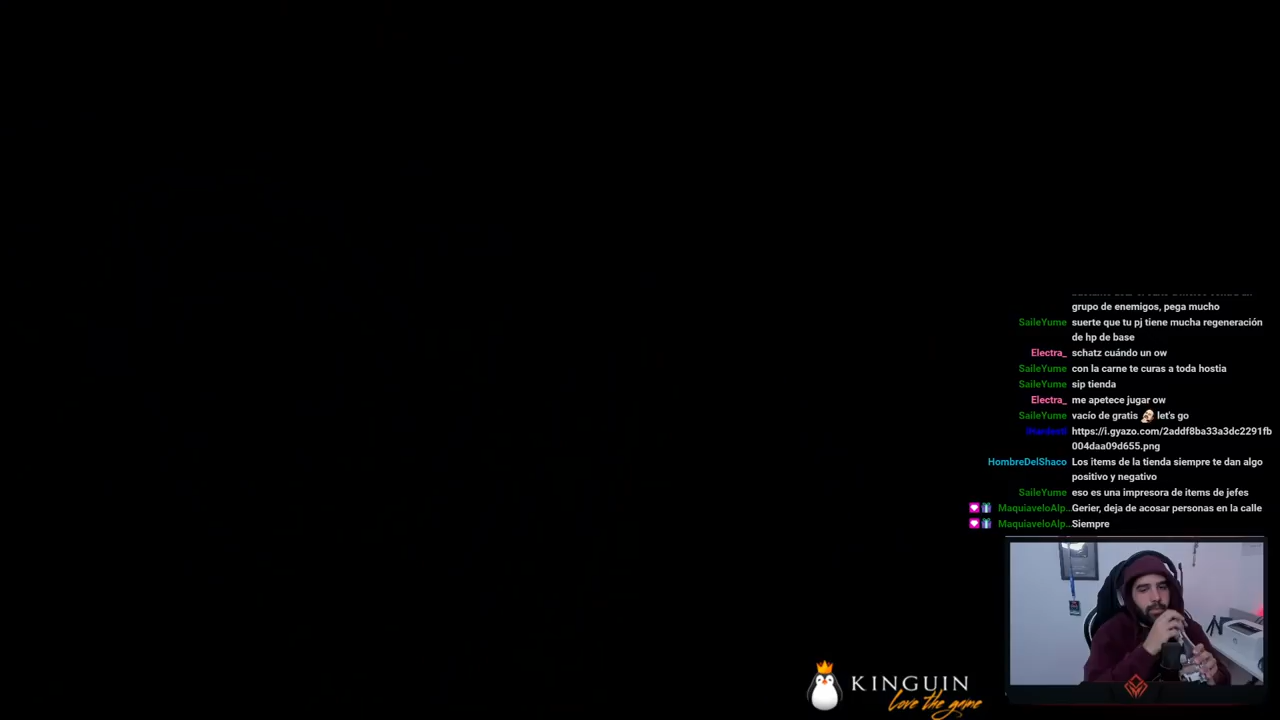 grupo de enemigos, pega mucho
SaileYume suerte que tu pj tiene mucha regeneración
de hp de base
Electra_ schatz cuándo un ow
SaileYume con la carne te curas a toda hostia
SaileYume sip tienda
Electra_ me apetece jugar ow
SaileYume vacío de gratis let's go
https://i.gyazo.com/2addf8ba33a3dc2291fb
004daa09d655.png
HombreDelShaco Los items de la tienda siempre te dan algo
positivo y negativo
SaileYume eso es una impresora de items de jefes
MaquiaveloAlp... Gerier, deja de acosar personas en la calle
MaquiaveloAlp... Siempre
KINGUIN
love the game